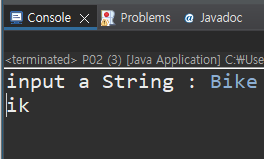 Console Problems Javadoc
<terminated> P02 (3) [Java Application] C:₩Use
input a String : Bike
ik